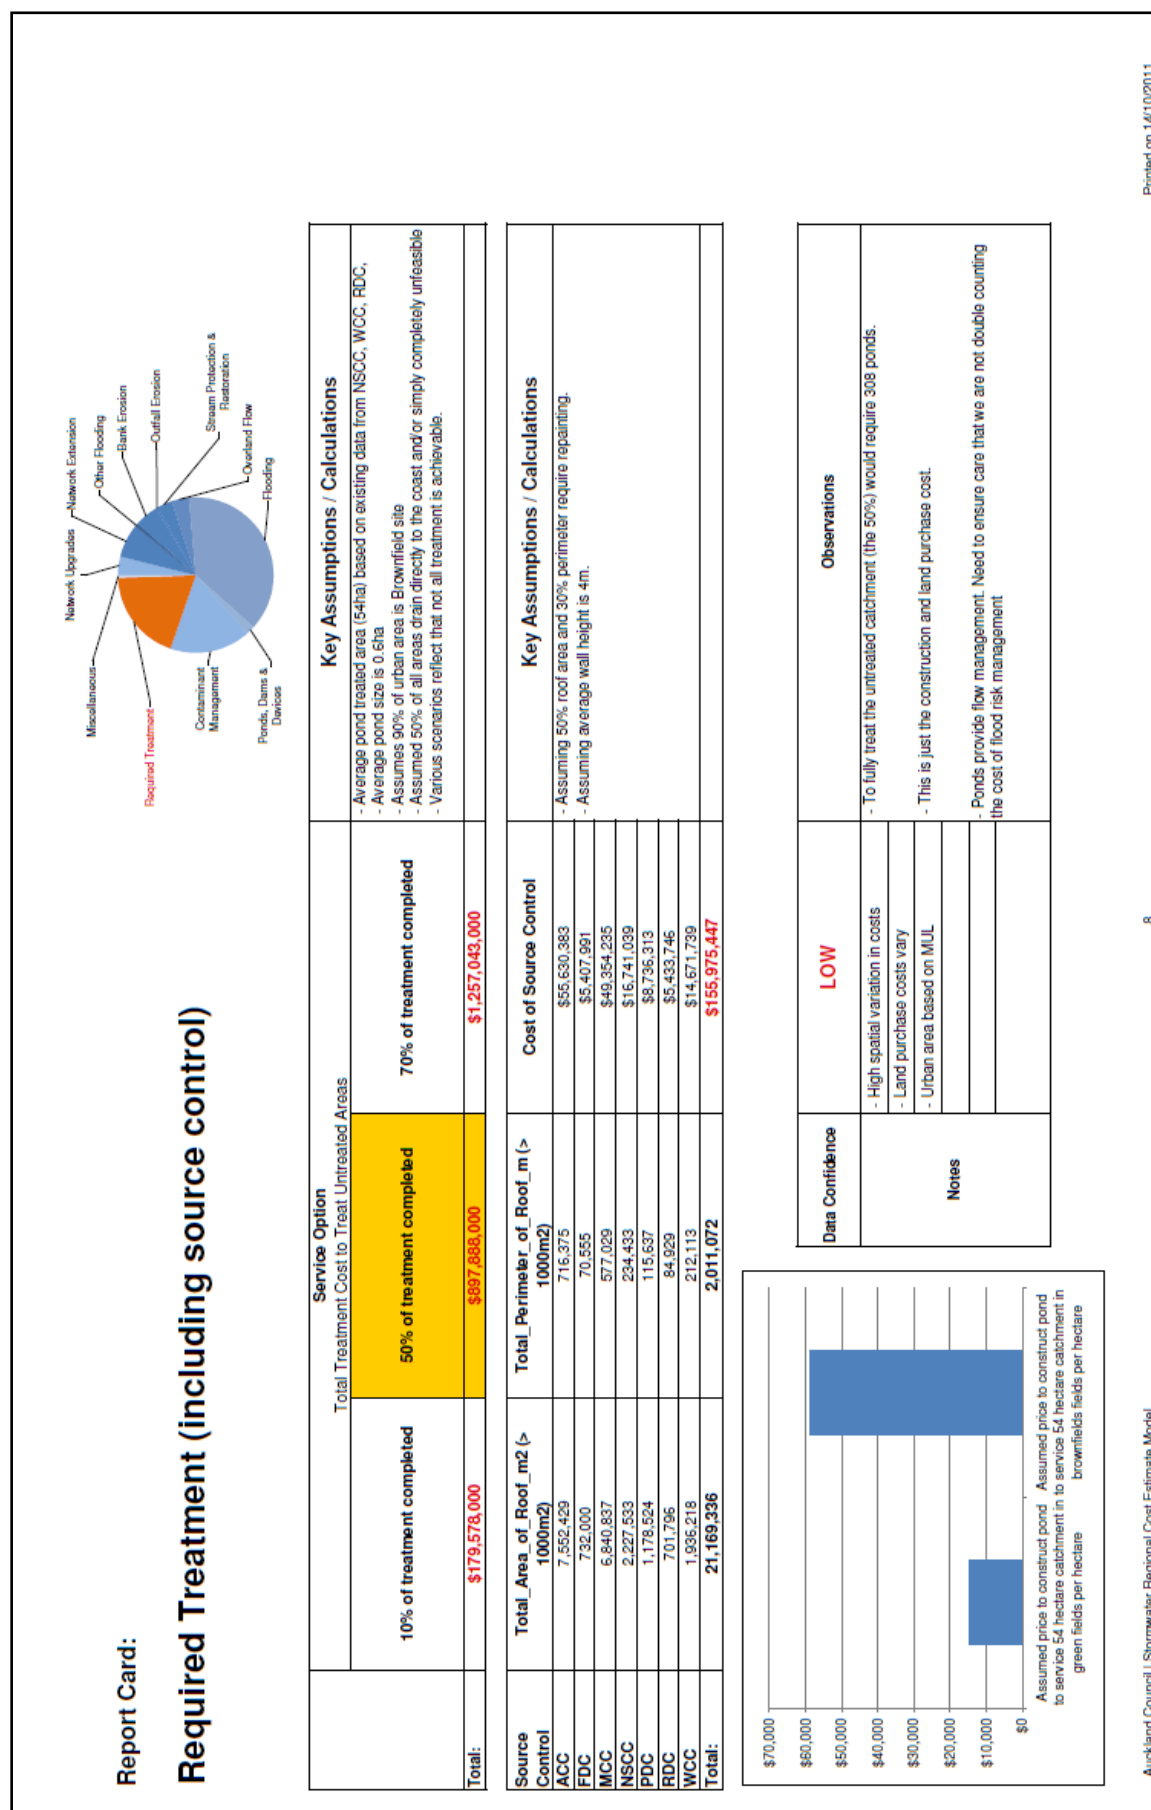 Report Card:
Required Treatment (including source control)
Network Upgrades
Network Extension
Other Flooding
Bank Erosion
Outfall Erosion
Stream Protection &
Restoration
Overland Flow
Flooding
Ponds, Dams &
Devices
Contaminant
Management
Required Treatment
Miscellaneous
Service Option
Total Treatment Cost to Treat Untreated Areas
Key Assumptions / Calculations
10% of treatment completed
50% of treatment completed
70% of treatment completed
- Average pond treated area (54ha) based on existing data from NSCC, WCC, RDC,
- Average pond size is 0.6ha
- Assumes 90% of urban area is Brownfield site
- Assumed 50% of all areas drain directly to the coast and/or simply completely unfeasible
- Various scenarios reflect that not all treatment is achievable.
Total: $179,578,000 $897,888,000 $1,257,043,000
Source
Control
Total_Area_of_Roof_m2 (>
1000m2)
Total_Perimeter_of_Roof_m (>
1000m2)
Cost of Source Control
Key Assumptions / Calculations
ACC 7,552,429 716,375 $55,630,383
FDC 732,000 70,555 $5,407,991
MCC 6,840,837 577,029 $49,354,235
NSCC 2,227,533 234,433 $16,741,039
PDC 1,178,524 115,637 $8,736,313
RDC 701,796 84,929 $5,433,746
WCC 1,936,218 212,113 $14,671,739
Total: 21,169,336 2,011,072 $155,975,447
- Assuming 50% roof area and 30% perimeter require repainting.
- Assuming average wall height is 4m.
$70,000
$60,000
$50,000
$40,000
$30,000
$20,000
$10,000
$0
Assumed price to construct pond
to service 54 hectare catchment in
green fields per hectare
Assumed price to construct pond
to service 54 hectare catchment in
brownfields fields per hectare
Data Confidence
LOW
Observations
Notes
- High spatial variation in costs
- Land purchase costs vary
- Urban area based on MUL
- To fully treat the untreated catchment (the 50%) would require 308 ponds.
- This is just the construction and land purchase cost.
- Ponds provide flow management. Need to ensure care that we are not double counting
the cost of flood risk management
Auckland Council | Stormwater Regional Cost Estimate Model
8
Printed on 14/10/2011